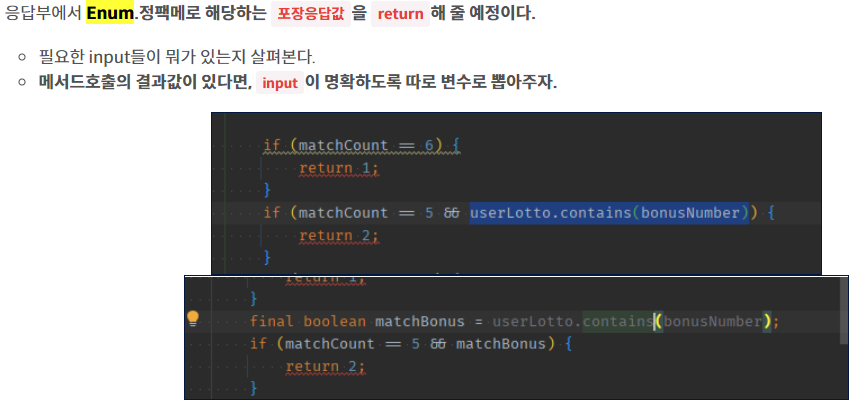 응답부에서 Enum.정팩메로 해당하는 포장응답값 을 return 해 줄 예정이다.
필요한 input들이 뭐가 있는지 살펴본다.
메서드호출의 결과값이 있다면, input 이 명확하도록 따로 변수로 뽑아주자.
if (matchCount == 6) {
return 1;
}
if (matchCount == 5 && userLotto.contains(bonusNumber)) {
return 2;
}
return 1;
}
final boolean matchBonus = userLotto.contains(bonusNumber);
if (matchCount == 5 && matchBonus) {
return 2;
}